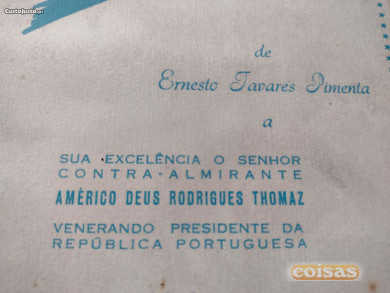 CustoJusto.pt
de
Ernesto Tavares Pimenta
a
SUA EXCELÊNCIA O SENHOR
CONTRA-ALMIRANTE
AMÉRICO DEUS RODRIGUES THOMAZ
VENERANDO PRESIDENTE DA
REPÚBLICA PORTUGUESA
coisas